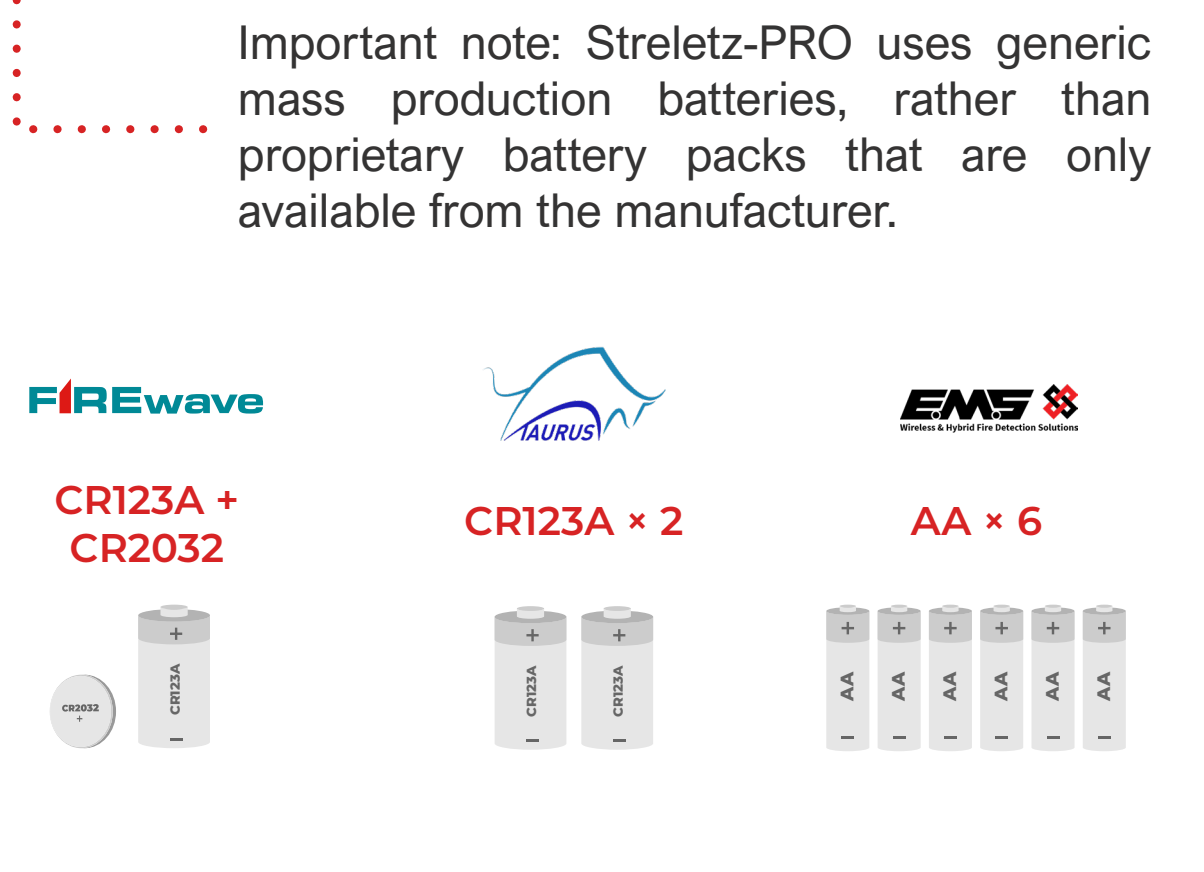 Important note: Streletz-PRO uses generic
mass production batteries, rather than
proprietary battery packs that are only
available from the manufacturer.
FIREwave
TAURUS
EMS
Wireless & Hybrid Fire Detection Solutions
CR123A +
CR2032
CR123A × 2
AA × 6
CR2032
+
+
CR123A
–
+
CR123A
–
+
CR123A
–
+
AA
–
+
AA
–
+
AA
–
+
AA
–
+
AA
–
+
AA
–